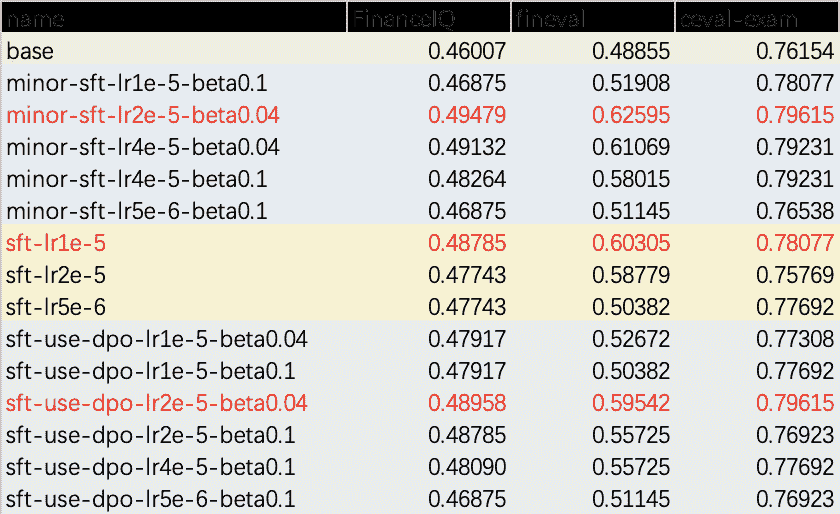 name FinanceIQ fineval ceval-exam
base 0.46007 0.48855 0.76154
minor-sft-lr1e-5-beta0.1 0.46875 0.51908 0.78077
minor-sft-lr2e-5-beta0.04 0.49479 0.62595 0.79615
minor-sft-lr4e-5-beta0.04 0.49132 0.61069 0.79231
minor-sft-lr4e-5-beta0.1 0.48264 0.58015 0.79231
minor-sft-lr5e-6-beta0.1 0.46875 0.51145 0.76538
sft-lr1e-5 0.48785 0.60305 0.78077
sft-lr2e-5 0.47743 0.58779 0.75769
sft-lr5e-6 0.47743 0.50382 0.77692
sft-use-dpo-lr1e-5-beta0.04 0.47917 0.52672 0.77308
sft-use-dpo-lr1e-5-beta0.1 0.47917 0.50382 0.77692
sft-use-dpo-lr2e-5-beta0.04 0.48958 0.59542 0.79615
sft-use-dpo-lr2e-5-beta0.1 0.48785 0.55725 0.76923
sft-use-dpo-lr4e-5-beta0.1 0.48090 0.55725 0.77692
sft-use-dpo-lr5e-6-beta0.1 0.46875 0.51145 0.76923